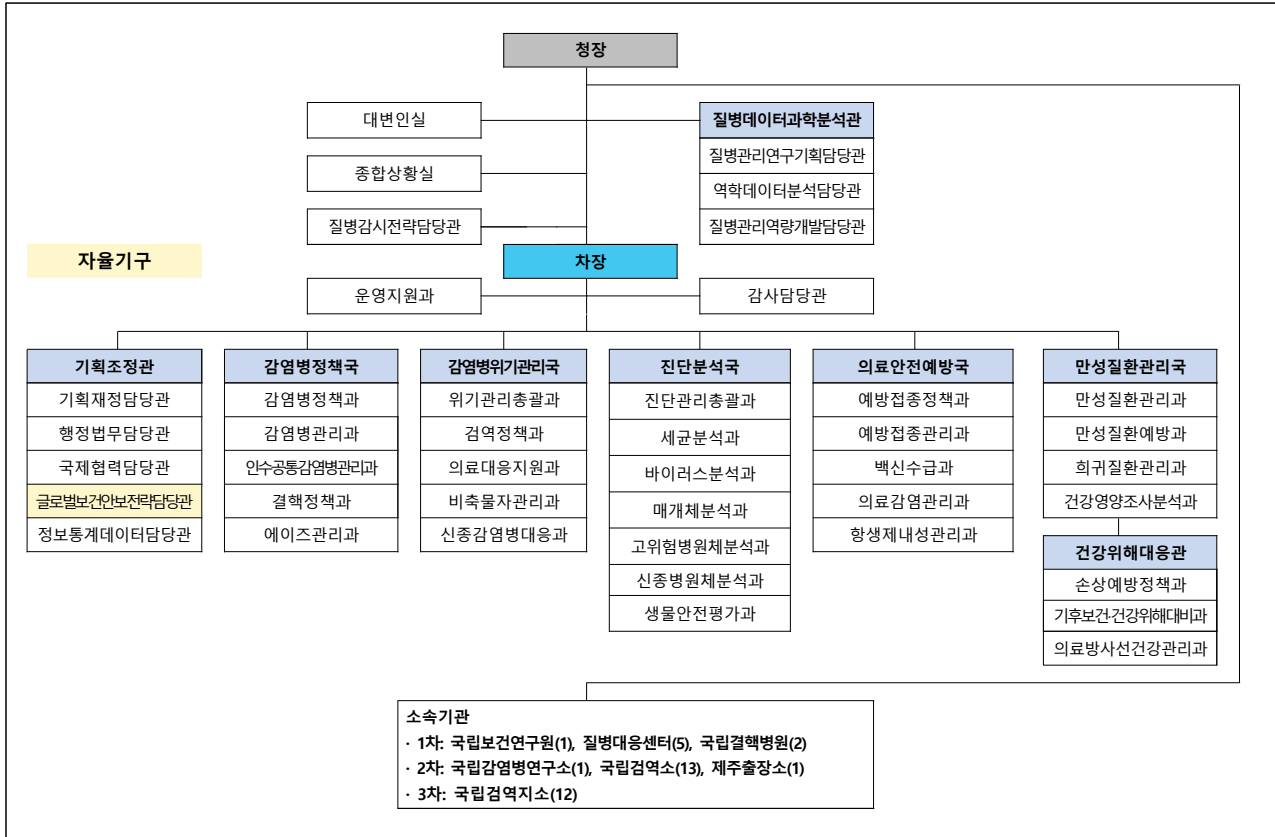 청장
대변인실
질병데이터과학분석관
질병관리연구기획담당관
종합상황실
역학데이터분석담당관
질병감시전략담당관
질병관리역량개발담당관
자율기구
차장
운영지원과
감사담당관
기획조정관
기획재정담당관
행정법무담당관
국제협력담당관
글로벌보건안보전략담당관
정보통계데이터담당관
감염병정책국
감염병정책과
감염병관리과
인수공통감염병관리과
결핵정책과
에이즈관리과
감염병위기관리국
위기관리총괄과
검역정책과
의료대응지원과
비축물자관리과
신종감염병대응과
진단분석국
진단관리총괄과
세균분석과
바이러스분석과
매개체분석과
고위험병원체분석과
신종병원체분석과
생물안전평가과
의료안전예방국
예방접종정책과
예방접종관리과
백신수급과
의료감염관리과
항생제내성관리과
만성질환관리국
만성질환관리과
만성질환예방과
희귀질환관리과
건강영양조사분석과
건강위해대응관
손상예방정책과
기후보건·건강위해대비과
의료방사선건강관리과
소속기관
· 1차: 국립보건연구원(1), 질병대응센터(5), 국립결핵병원(2)
· 2차: 국립감염병연구소(1), 국립검역소(13), 제주출장소(1)
· 3차: 국립검역지소(12)